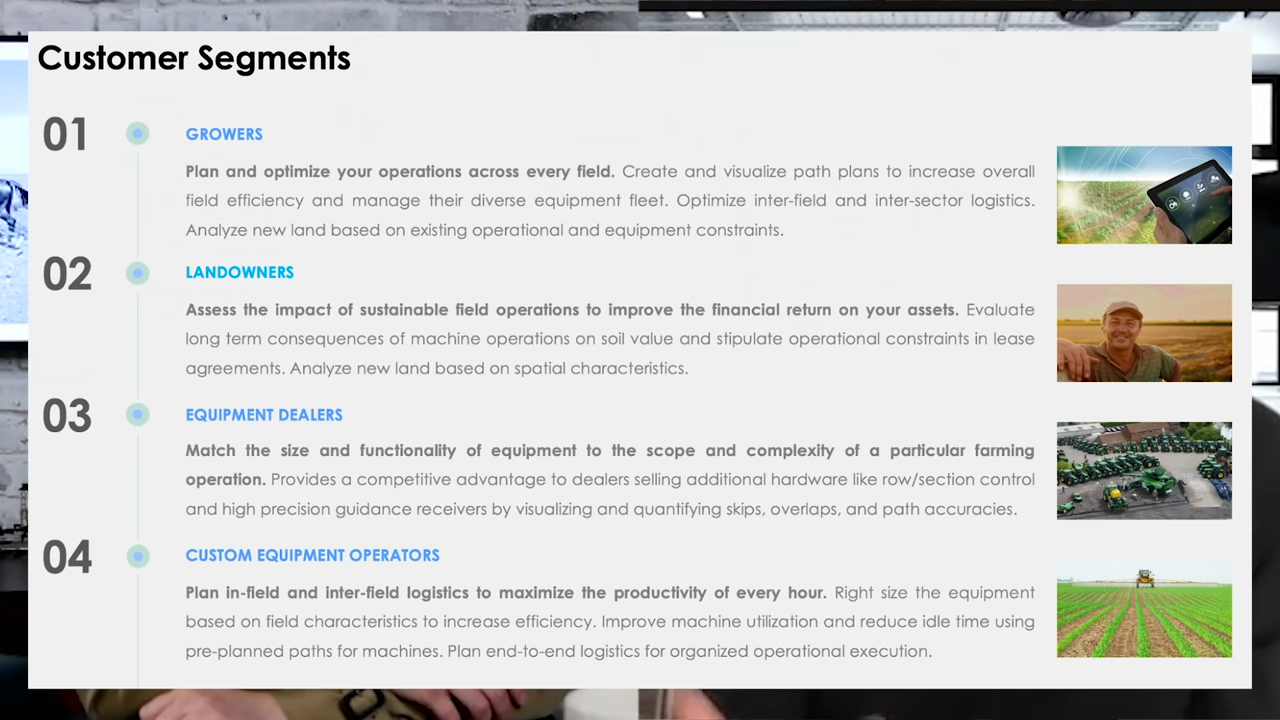 Customer Segments
01
GROWERS
Plan and optimize your operations across every field. Create and visualize path plans to increase overall
field efficiency and manage their diverse equipment fleet. Optimize inter-field and inter-sector logistics.
Analyze new land based on existing operational and equipment constraints.
02
LANDOWNERS
Assess the impact of sustainable field operations to improve the financial return on your assets. Evaluate
long term consequences of machine operations on soil value and stipulate operational constraints in lease
agreements. Analyze new land based on spatial characteristics.
03
EQUIPMENT DEALERS
Match the size and functionality of equipment to the scope and complexity of a particular farming
operation. Provides a competitive advantage to dealers selling additional hardware like row/section control
and high precision guidance receivers by visualizing and quantifying skips, overlaps, and path accuracies.
04
CUSTOM EQUIPMENT OPERATORS
Plan in-field and inter-field logistics to maximize the productivity of every hour. Right size the equipment
based on field characteristics to increase efficiency. Improve machine utilization and reduce idle time using
pre-planned paths for machines. Plan end-to-end logistics for organized operational execution.